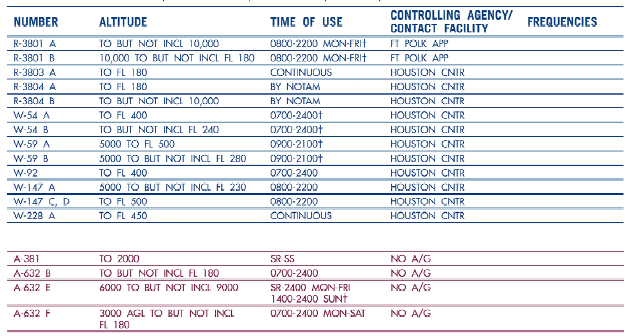 NUMBER ALTITUDE TIME OF USE CONTROLLING AGENCY/ CONTACT FACILITY FREQUENCIES
R-3801 A TO BUT NOT INCL 10,000 0800-2200 MON-FRI† FT POLK APP
R-3801 B 10,000 TO BUT NOT INCL FL 180 0800-2200 MON-FRI† FT POLK APP
R-3803 A TO FL 180 CONTINUOUS HOUSTON CNTR
R-3804 A TO FL 180 BY NOTAM HOUSTON CNTR
R-3804 B TO BUT NOT INCL 10,000 BY NOTAM HOUSTON CNTR
W-54 A TO FL 400 0700-2400† HOUSTON CNTR
W-54 B TO BUT NOT INCL FL 240 0700-2400† HOUSTON CNTR
W-59 A 5000 TO FL 500 0900-2100† HOUSTON CNTR
W-59 B 5000 TO BUT NOT INCL FL 280 0900-2100† HOUSTON CNTR
W-92 TO FL 400 0700-2400 HOUSTON CNTR
W-147 A 5000 TO BUT NOT INCL FL 230 0800-2200 HOUSTON CNTR
W-147 C, D TO FL 500 0800-2200 HOUSTON CNTR
W-228 A TO FL 450 CONTINUOUS HOUSTON CNTR
A-381 TO 2000 SR-SS NO A/G
A-632 B TO BUT NOT INCL FL 180 0700-2400 NO A/G
A-632 E 6000 TO BUT NOT INCL 9000 SR-2400 MON-FRI NO A/G
1400-2400 SUN†
A-632 F 3000 AGL TO BUT NOT INCL 0700-2400 MON-SAT NO A/G
FL 180